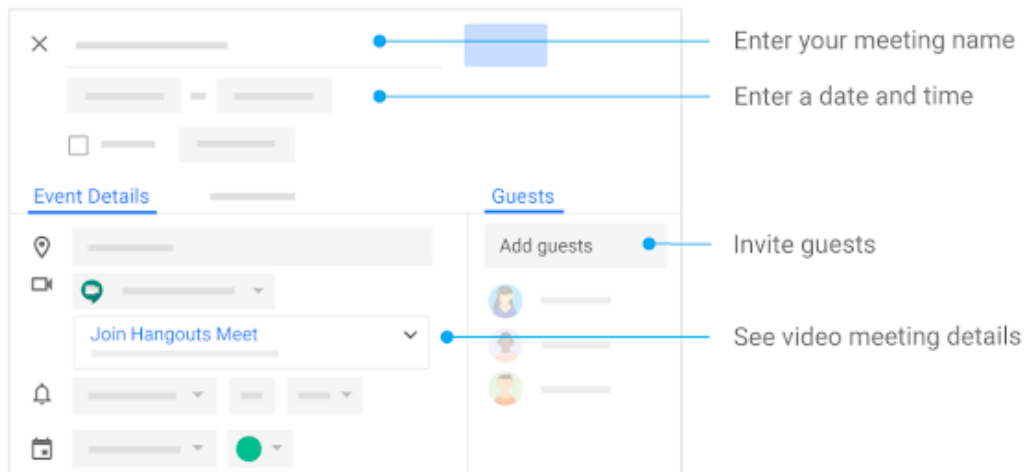 Enter your meeting name
Enter a date and time
Event Details
Guests
Add guests
Invite guests
Join Hangouts Meet
See video meeting details